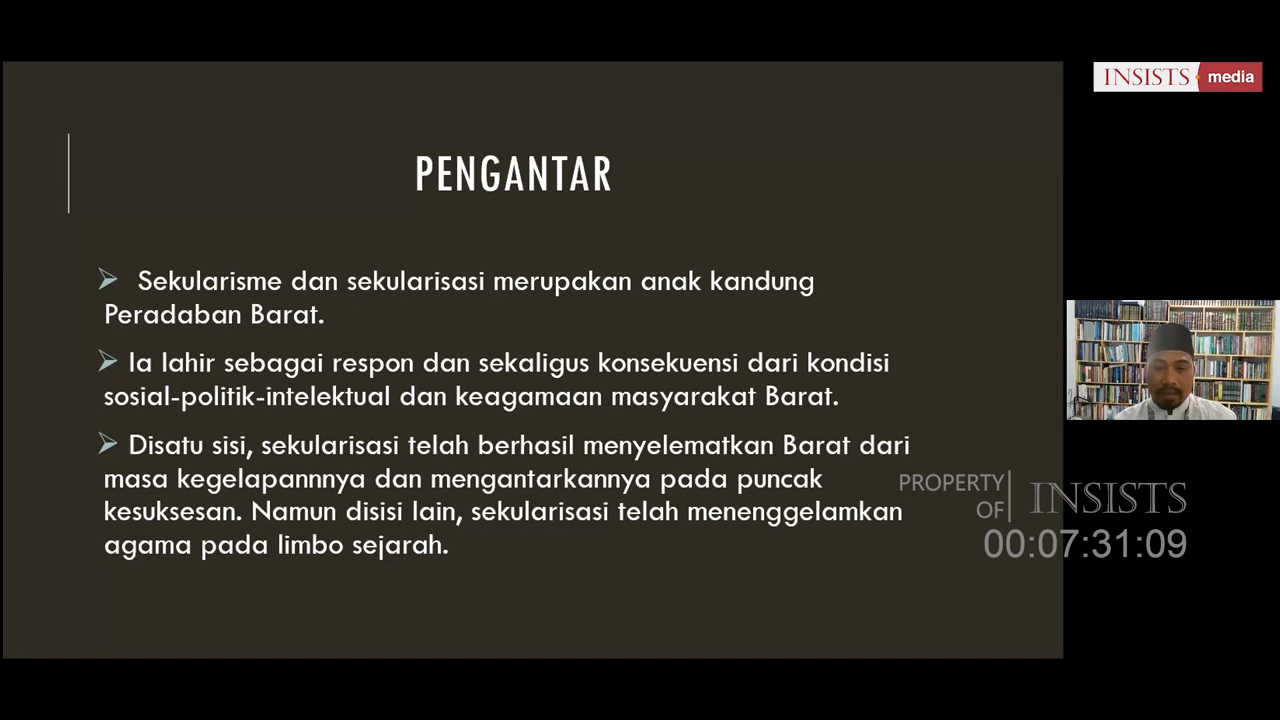 INSISTS media
PENGANTAR
Sekularisme dan sekularisasi merupakan anak kandung
Peradaban Barat.
Ia lahir sebagai respon dan sekaligus konsekuensi dari kondisi
sosial-politik-intelektual dan keagamaan masyarakat Barat.
Disatu sisi, sekularisasi telah berhasil menyelematkan Barat dari
masa kegelapannnya dan mengantarkannya pada puncak
kesuksesan. Namun disisi lain, sekularisasi telah menenggelamkan
agama pada limbo sejarah.
PROPERTY
OF
INSISTS
00:07:31:09